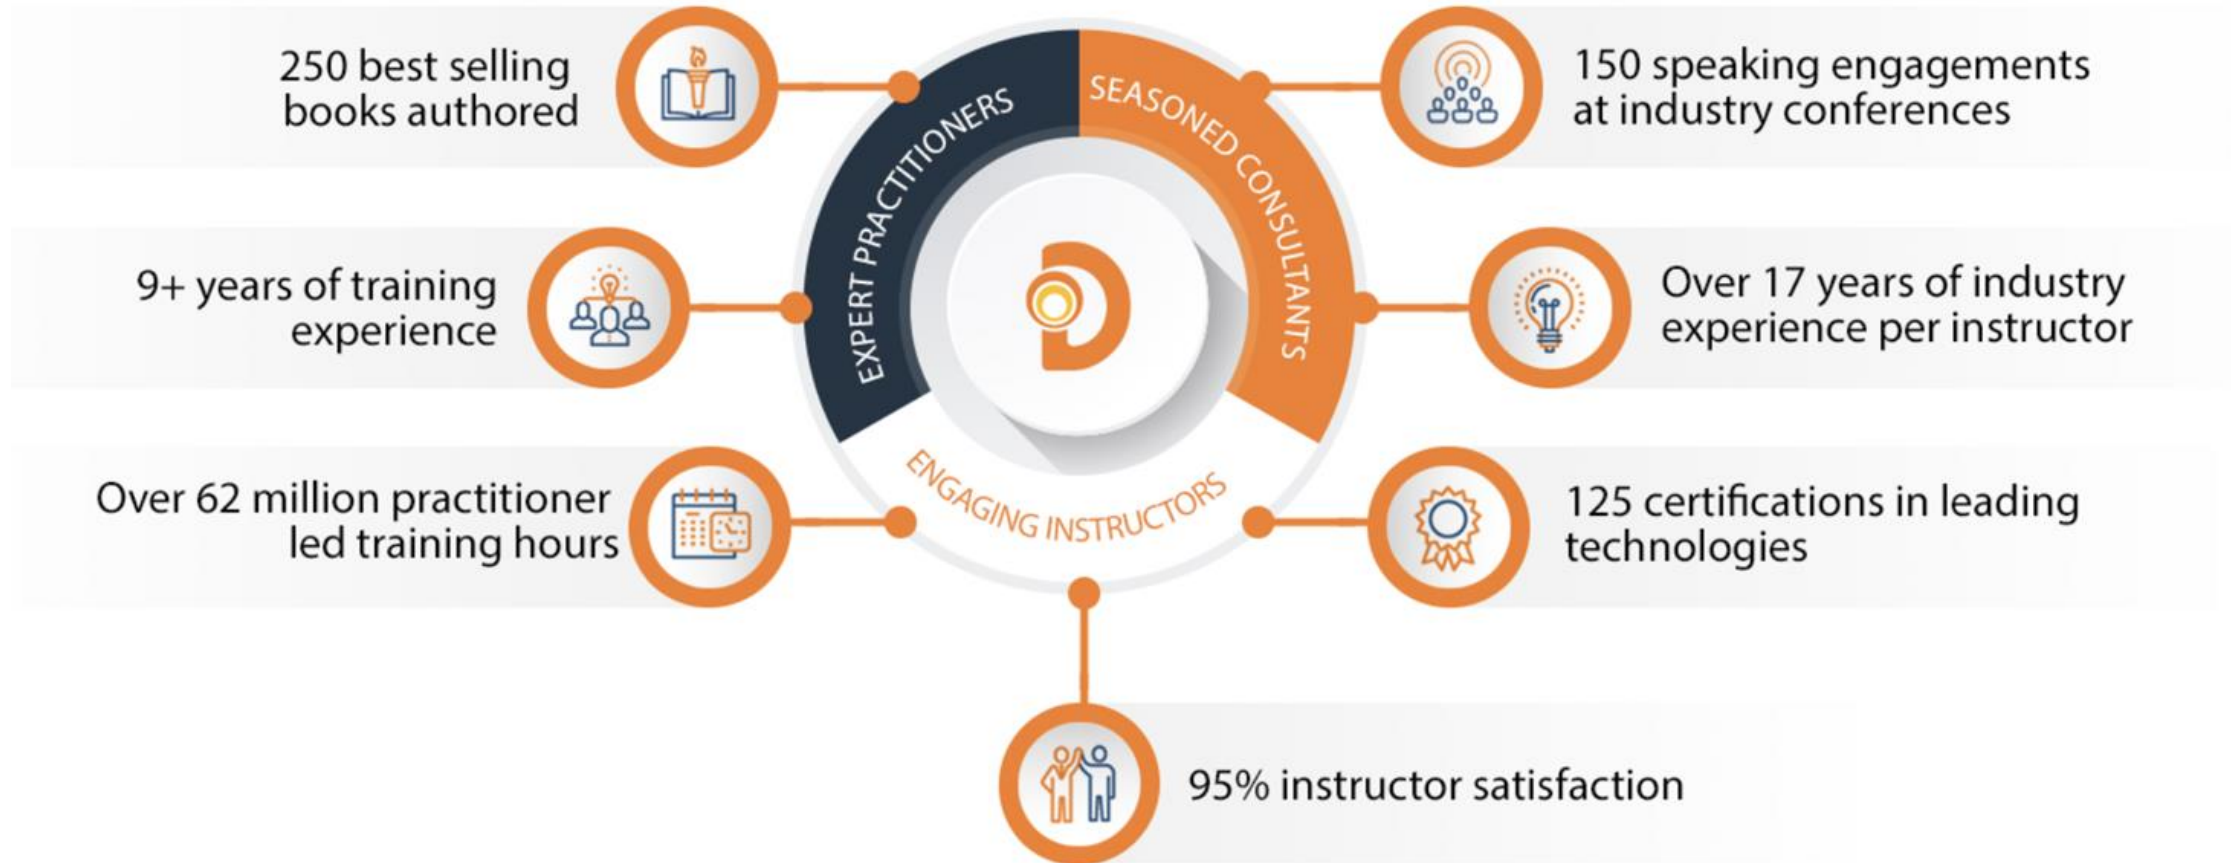 250 best selling
books authored
9+ years of training
experience
Over 62 million practitioner
led training hours
EXPERT PRACTITIONERS
SEASONED CONSULTANTS
ENGAGING INSTRUCTORS
150 speaking engagements
at industry conferences
Over 17 years of industry
experience per instructor
125 certifications in leading
technologies
95% instructor satisfaction